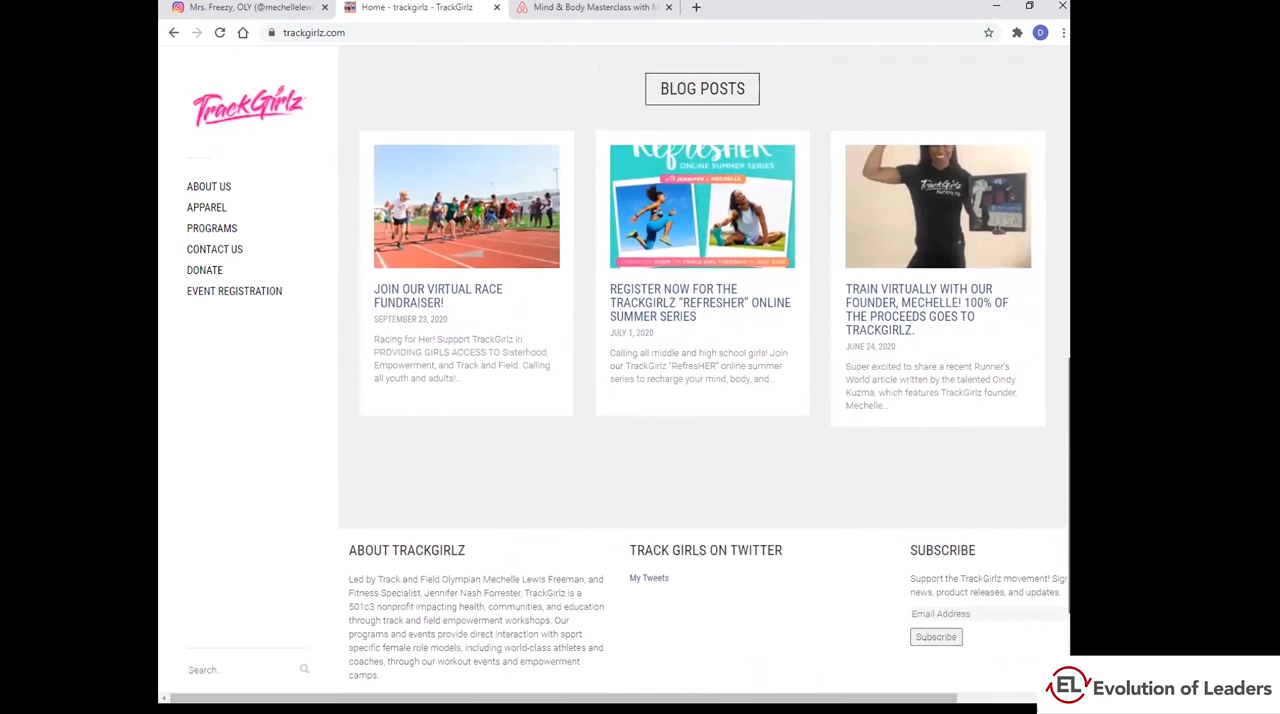 Mrs. Freezy, OLY (@mechellelewi
Home - trackgirlz - TrackGirlz
Mind & Body Masterclass with M
trackgirlz.com
D
TrackGirlz
ABOUT US
APPAREL
PROGRAMS
CONTACT US
DONATE
EVENT REGISTRATION
Search...
BLOG POSTS
JOIN OUR VIRTUAL RACE
FUNDRAISER!
SEPTEMBER 23, 2020
Racing for Her! Support TrackGirlz in
PROVIDING GIRLS ACCESS TO Sisterhood,
Empowerment, and Track and Field. Calling
all youth and adults!...
RefresHER
ONLINE SUMMER SERIES
JENNIFER & MECHELLE
REGISTER NOW FOR THE
TRACKGIRLZ “REFRESHER” ONLINE
SUMMER SERIES
JULY 1, 2020
Calling all middle and high school girls! Join
our TrackGirlz “RefresHER” online summer
series to recharge your mind, body, and...
TrackGirlz
TRAIN VIRTUALLY WITH OUR
FOUNDER, MECHELLE! 100% OF
THE PROCEEDS GOES TO
TRACKGIRLZ.
JUNE 24, 2020
Super excited to share a recent Runner's
World article written by the talented Cindy
Kuzma, which features TrackGirlz founder,
Mechelle...
ABOUT TRACKGIRLZ
Led by Track and Field Olympian Mechelle Lewis Freeman, and
Fitness Specialist, Jennifer Nash Forrester, TrackGirlz is a
501c3 nonprofit impacting health, communities, and education
through track and field empowerment workshops. Our
programs and events provide direct interaction with sport
specific female role models, including world-class athletes and
coaches, through our workout events and empowerment
camps.
TRACK GIRLS ON TWITTER
My Tweets
SUBSCRIBE
Support the TrackGirlz movement! Sig
news, product releases, and updates.
Email Address
Subscribe
EL Evolution of Leaders